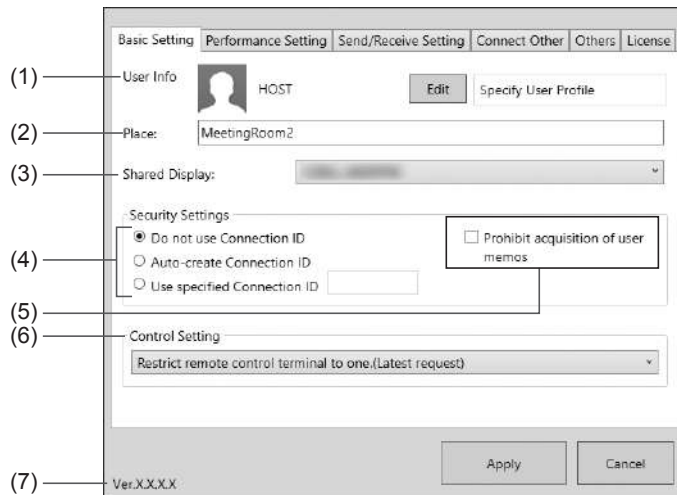 Basic Setting Performance Setting Send/Receive Setting Connect Other Others License
(1) User Info HOST Edit Specify User Profile
(2) Place: MeetingRoom2
(3) Shared Display:
Security Settings
Do not use Connection ID Prohibit acquisition of user
memos
(4) Auto-create Connection ID
Use specified Connection ID
(5)
(6) Control Setting
Restrict remote control terminal to one.(Latest request)
Apply Cancel
(7) Ver.X.X.X.X